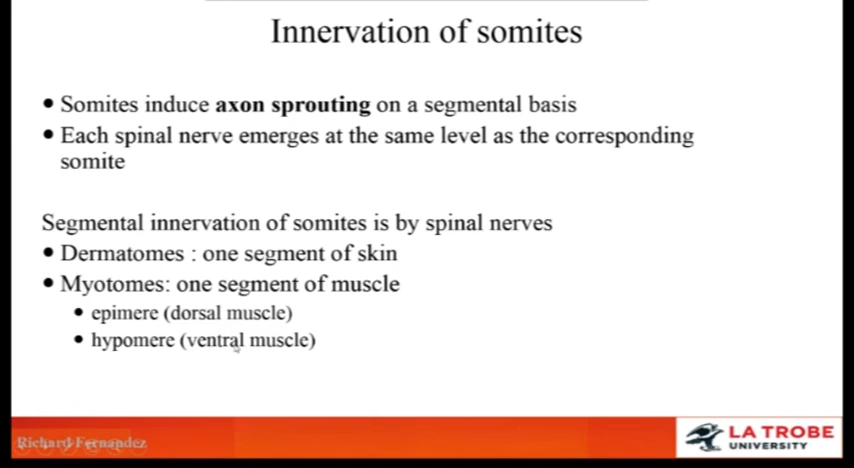 Innervation of somites
• Somites induce axon sprouting on a segmental basis
• Each spinal nerve emerges at the same level as the corresponding
somite
Segmental innervation of somites is by spinal nerves
• Dermatomes : one segment of skin
• Myotomes: one segment of muscle
• epimere (dorsal muscle)
• hypomere (ventral muscle)
Richard Fernandez
LA TROBE
UNIVERSITY